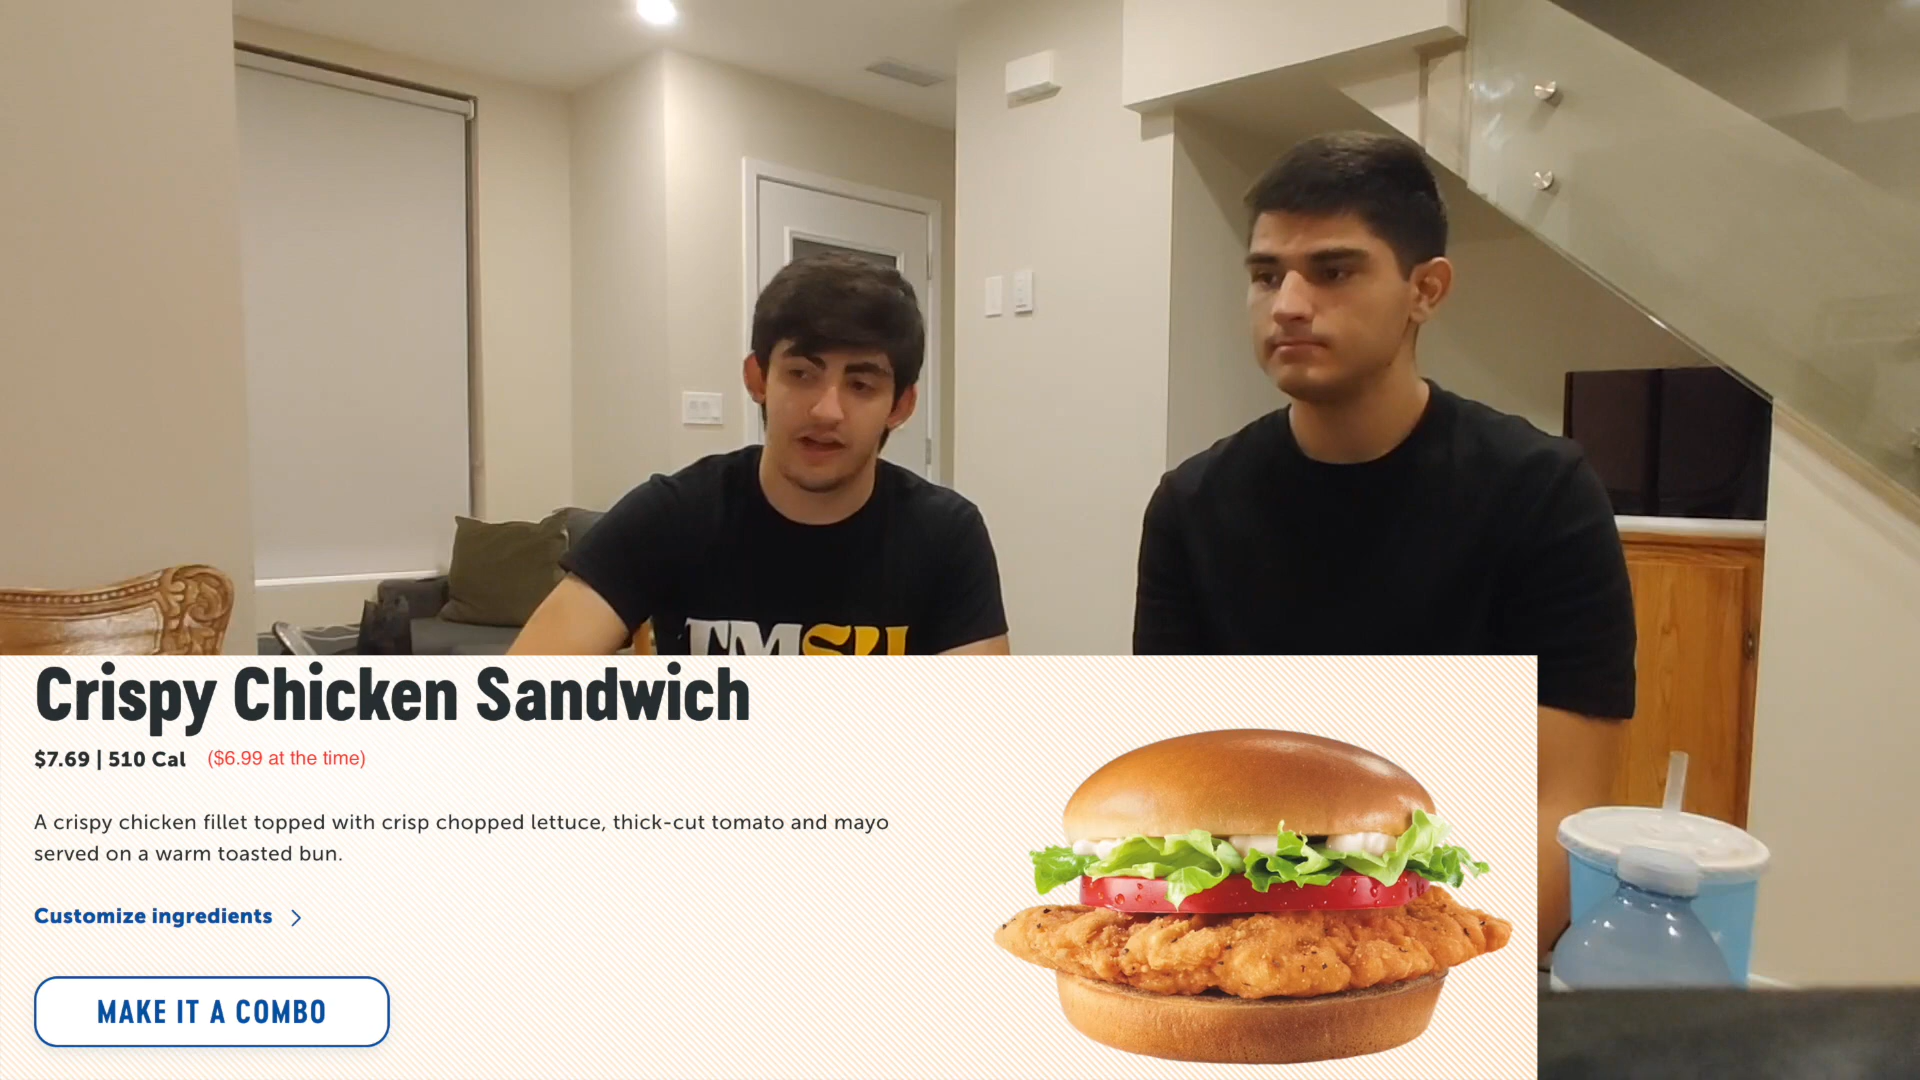 TMSU
Crispy Chicken Sandwich
$7.69 | 510 Cal ($6.99 at the time)
A crispy chicken fillet topped with crisp chopped lettuce, thick-cut tomato and mayo
served on a warm toasted bun.
Customize ingredients
MAKE IT A COMBO